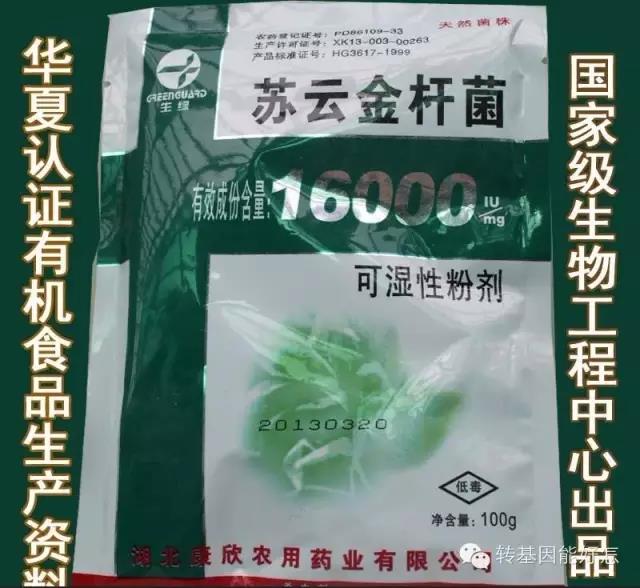 华夏认证有机食品生产资料
农药登记证号：PD86109-33
生产许可证号：XK13-003-00263
产品标准证号：HG3617-1999
天然菌株
GREENGUARD
生绿
苏云金杆菌
有效成份含量：16000 IU/mg
可湿性粉剂
20130320
低毒
净含量：100g
湖北康欣农用药业有限公司
国家级生物工程中心出品
转基因能好怎